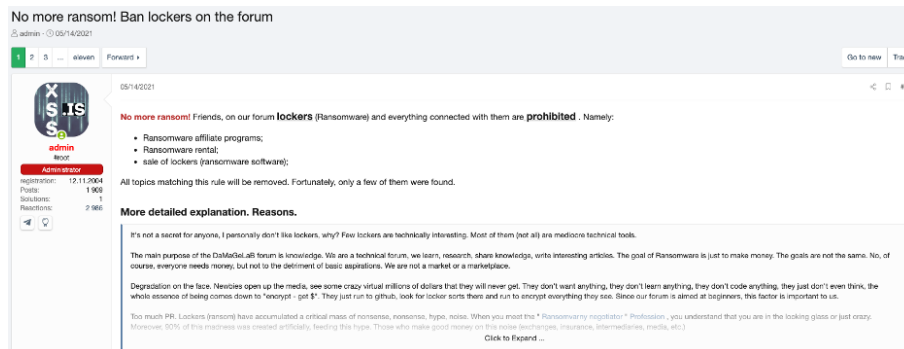 No more ransom! Ban lockers on the forum
admin · 05/14/2021
1 2 3 ... eleven Forward
Go to new Tra
05/14/2021
XSS.IS
admin
#root
Administrator
registration: 12.11.2004
Posts: 1 909
Solutions: 1
Reactions: 2 986
No more ransom! Friends, on our forum lockers (Ransomware) and everything connected with them are prohibited . Namely:
Ransomware affiliate programs;
Ransomware rental;
sale of lockers (ransomware software);
All topics matching this rule will be removed. Fortunately, only a few of them were found.
More detailed explanation. Reasons.
It's not a secret for anyone, I personally don't like lockers, why? Few lockers are technically interesting. Most of them (not all) are mediocre technical tools.
The main purpose of the DaMaGeLaB forum is knowledge. We are a technical forum, we learn, research, share knowledge, write interesting articles. The goal of Ransomware is just to make money. The goals are not the same. No, of
course, everyone needs money, but not to the detriment of basic aspirations. We are not a market or a marketplace.
Degradation on the face. Newbies open up the media, see some crazy virtual millions of dollars that they will never get. They don't want anything, they don't learn anything, they don't code anything, they just don't even think, the
whole essence of being comes down to "encrypt - get $". They just run to github, look for locker sorts there and run to encrypt everything they see. Since our forum is aimed at beginners, this factor is important to us.
Too much PR. Lockers (ransom) have accumulated a critical mass of nonsense, nonsense, hype, noise. When you meet the " Ransomwarny negotiator " Profession , you understand that you are in the looking glass or just crazy.
Moreover, 90% of this madness was created artificially, feeding this hype. Those who make good money on this noise (exchanges, insurance, intermediaries, media, etc.)
Click to Expand ...